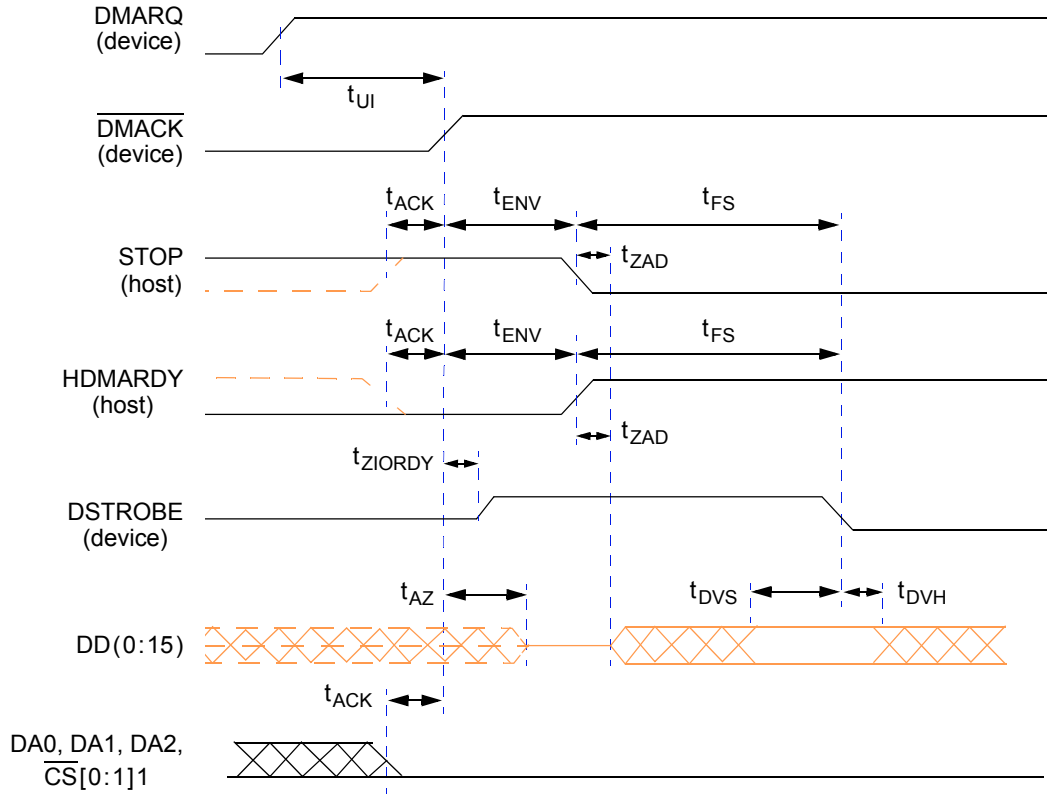 DMARQ
(device)
tUI
DMACK
(device)
tACK tENV tFS
STOP
(host)
tZAD
tACK tENV tFS
HDMARDY
(host)
tZAD
tZIORDY
DSTROBE
(device)
tAZ tDVS tDVH
DD(0:15)
tACK
DA0, DA1, DA2,
CS[0:1]1